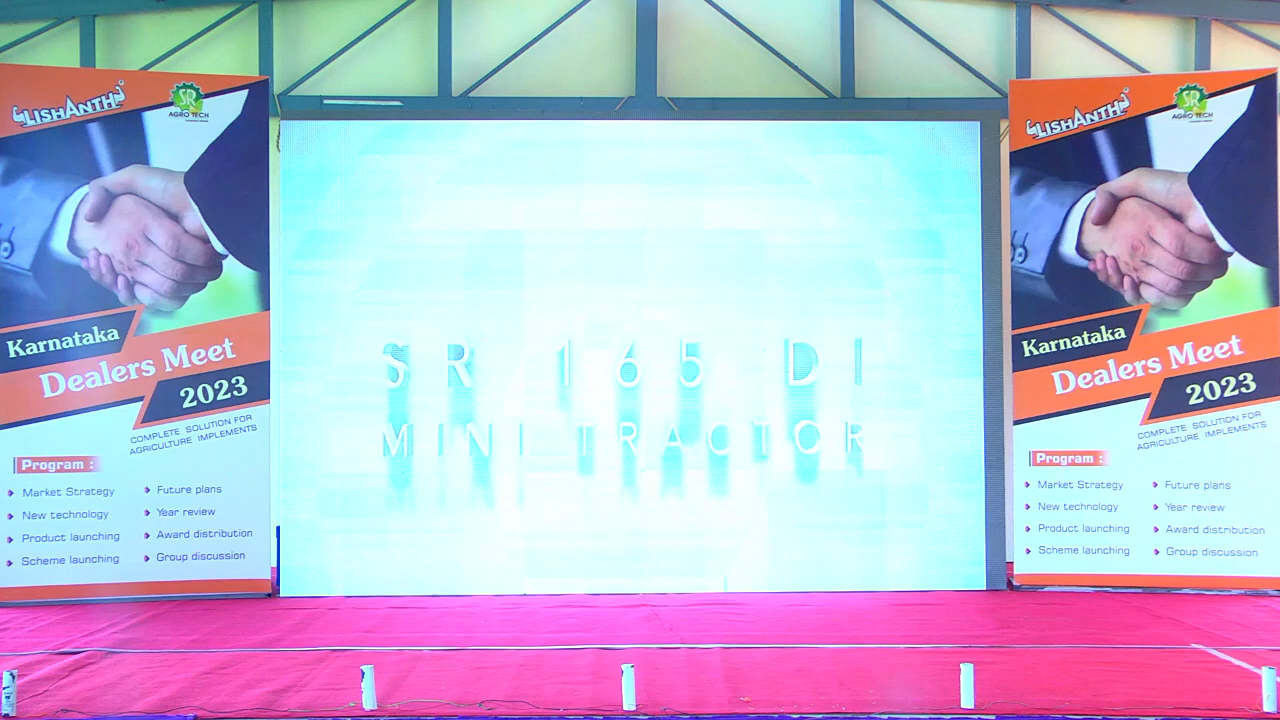 LISHANTH
SR
AGRO TECH
Karnataka
Dealers Meet
2023
COMPLETE SOLUTION FOR
AGRICULTURE IMPLEMENTS
Program :
Market Strategy
New technology
Product launching
Scheme launching
Future plans
Year review
Award distribution
Group discussion
SR 165 DI
MINI TRACTOR
LISHANTH
SR
AGRO TECH
Karnataka
Dealers Meet
2023
COMPLETE SOLUTION FOR
AGRICULTURE IMPLEMENTS
Program :
Market Strategy
New technology
Product launching
Scheme launching
Future plans
Year review
Award distribution
Group discussion